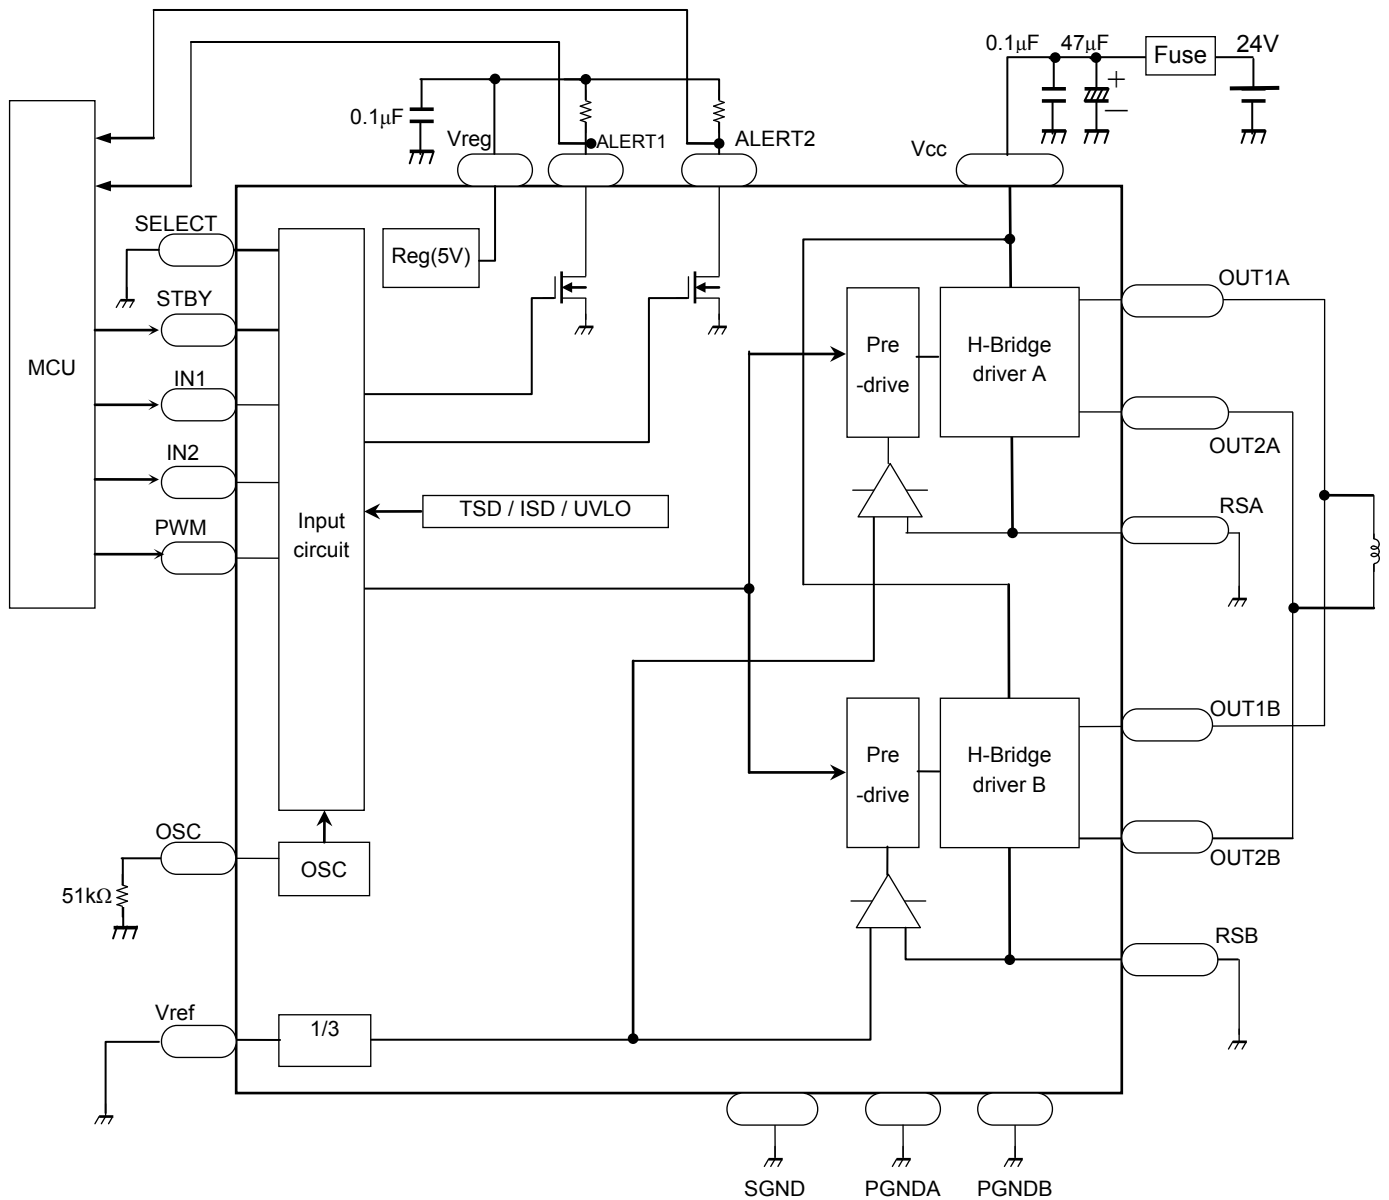 0.1μF
47μF
Fuse
24V
+
—
0.1μF
Vreg
ALERT1
ALERT2
Vcc
MCU
SELECT
STBY
IN1
IN2
PWM
Reg(5V)
Input
circuit
TSD / ISD / UVLO
Pre
-drive
H-Bridge
driver A
OUT1A
OUT2A
RSA
Pre
-drive
H-Bridge
driver B
OUT1B
OUT2B
RSB
OSC
OSC
51kΩ
Vref
1/3
SGND
PGNDA
PGNDB